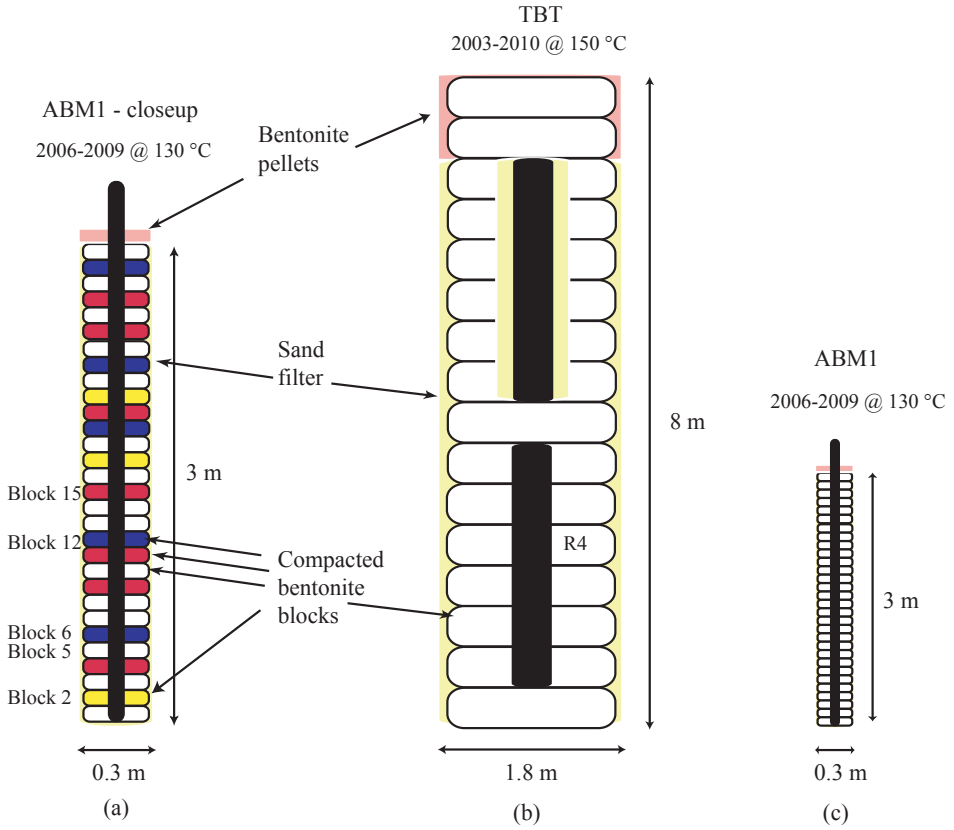 TBT
2003-2010 @ 150 °C
ABM1 - closeup
2006-2009 @ 130 °C
Bentonite
pellets
Sand
filter
ABM1
2006-2009 @ 130 °C
8 m
3 m
Block 15
Block 12
R4
Compacted
bentonite
blocks
3 m
Block 6
Block 5
Block 2
0.3 m
1.8 m
0.3 m
(a)
(b)
(c)